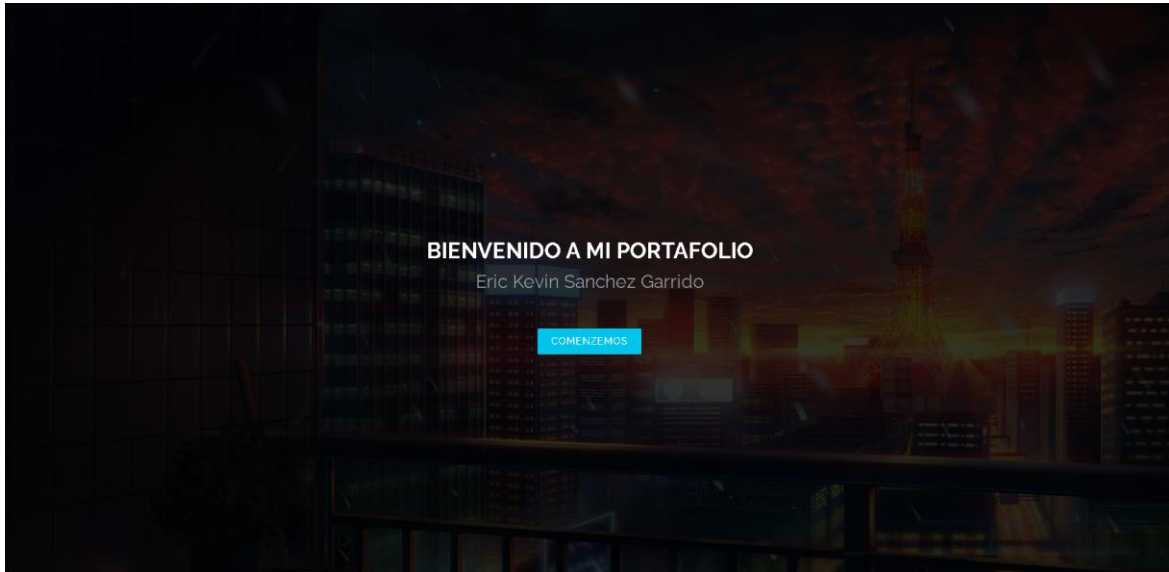 BIENVENIDO A MI PORTAFOLIO
Eric Kevin Sanchez Garrido
COMENZEMOS